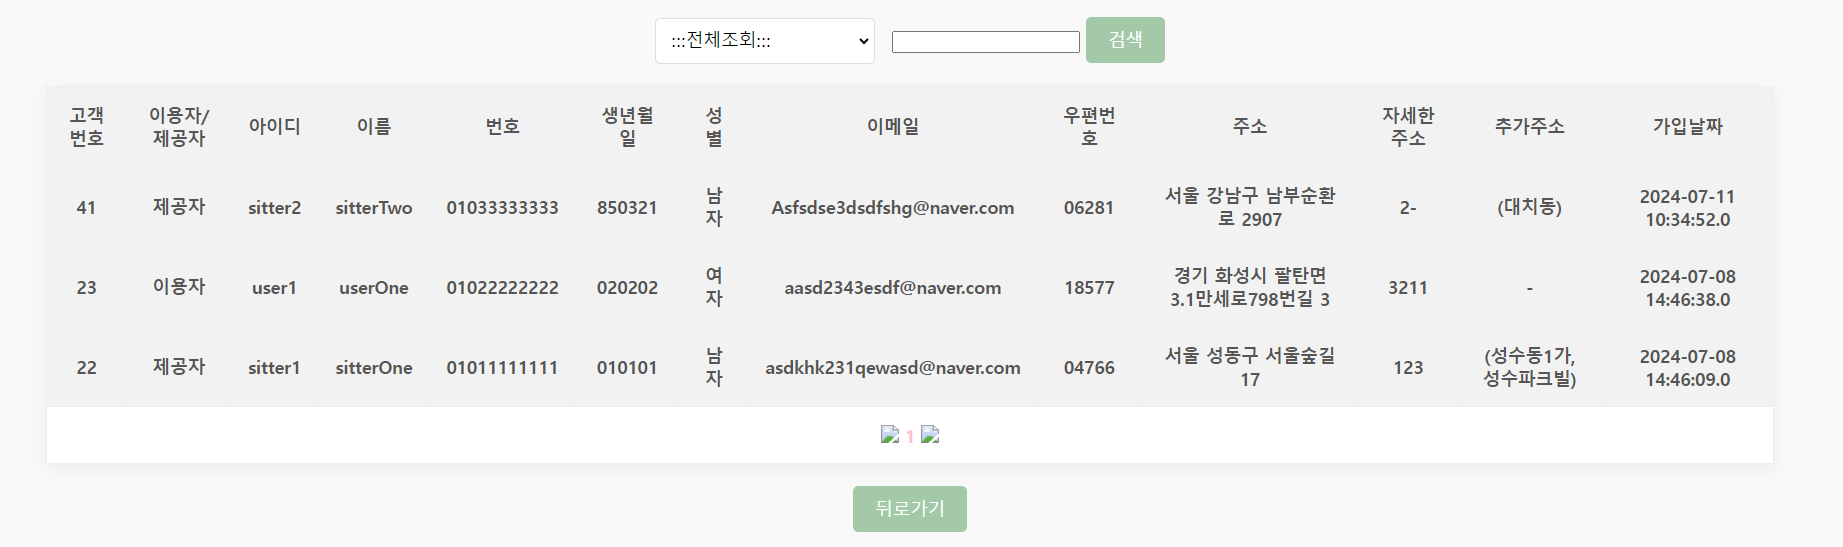 :::전체조회:::
검색
고객
번호
이용자/
제공자
아이디
이름
번호
생년월
일
성
별
이메일
우편번
호
주소
자세한
주소
추가주소
가입날짜
41
제공자
sitter2
sitterTwo
01033333333
850321
남
자
Asfsdse3dsdfshg@naver.com
06281
서울 강남구 남부순환
로 2907
2-
(대치동)
2024-07-11
10:34:52.0
23
이용자
user1
userOne
01022222222
020202
여
자
aasd2343esdf@naver.com
18577
경기 화성시 팔탄면
3.1만세로798번길 3
3211
-
2024-07-08
14:46:38.0
22
제공자
sitter1
sitterOne
01011111111
010101
남
자
asdkhk231qewasd@naver.com
04766
서울 성동구 서울숲길
17
123
(성수동1가,
성수파크빌)
2024-07-08
14:46:09.0
1
뒤로가기